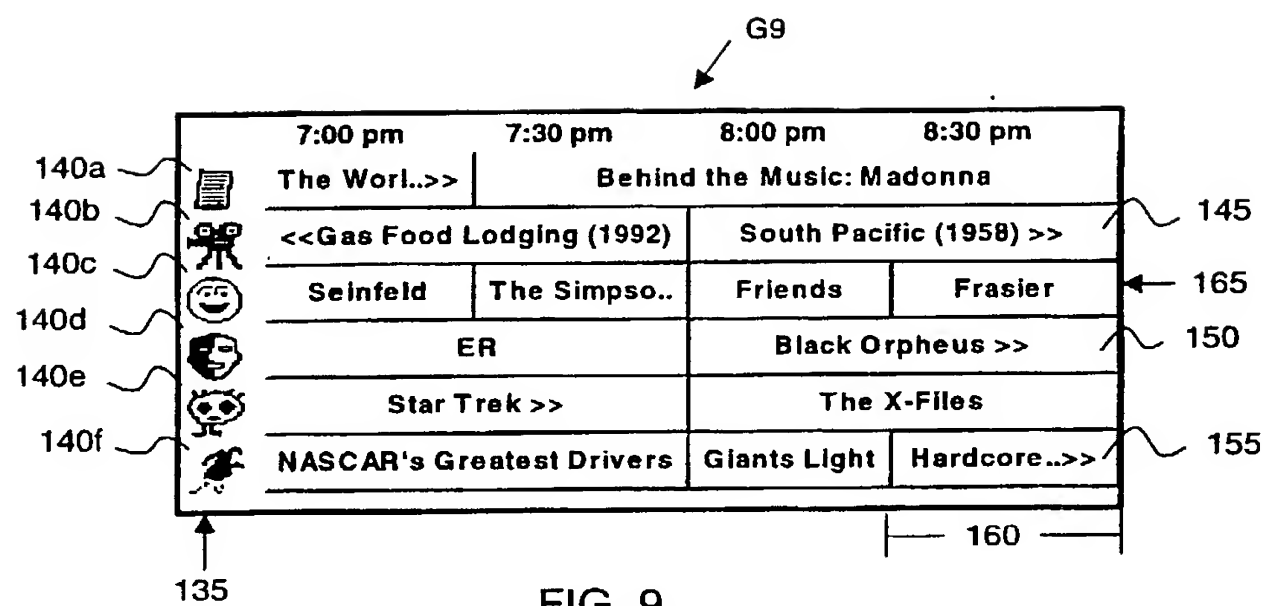 G9
7:00 pm 7:30 pm 8:00 pm 8:30 pm
140a The Worl..>> Behind the Music: Madonna
140b <<Gas Food Lodging (1992) South Pacific (1958) >> 145
140c Seinfeld The Simpso.. Friends Frasier 165
140d ER Black Orpheus >> 150
140e Star Trek >> The X-Files
140f NASCAR's Greatest Drivers Giants Light Hardcore..>> 155
160
135
FIG. 9